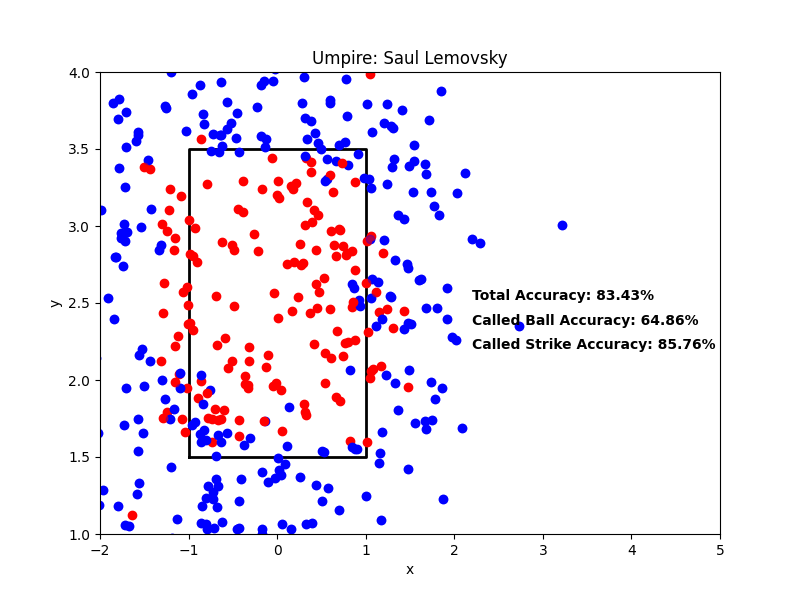 Umpire: Saul Lemovsky
4.0
3.5
3.0
2.5
2.0
1.5
1.0
y
Total Accuracy: 83.43%
Called Ball Accuracy: 64.86%
Called Strike Accuracy: 85.76%
−2
−1
0
1
2
3
4
5
x